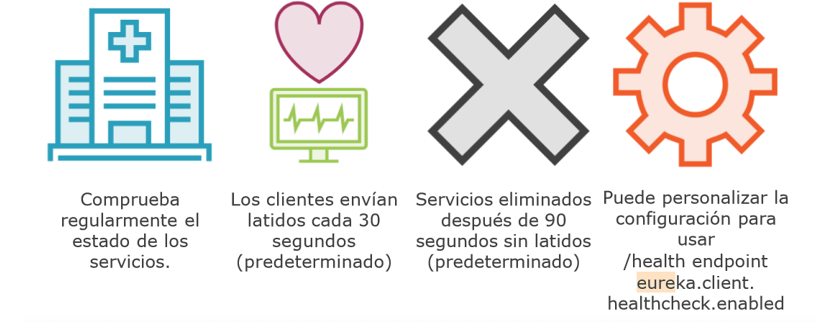 Comprueba
regularmente el
estado de los
servicios.
Los clientes envían
latidos cada 30
segundos
(predeterminado)
Servicios eliminados
después de 90
segundos sin latidos
(predeterminado)
Puede personalizar la
configuración para
usar
/health endpoint
eureka.client.
healthcheck.enabled